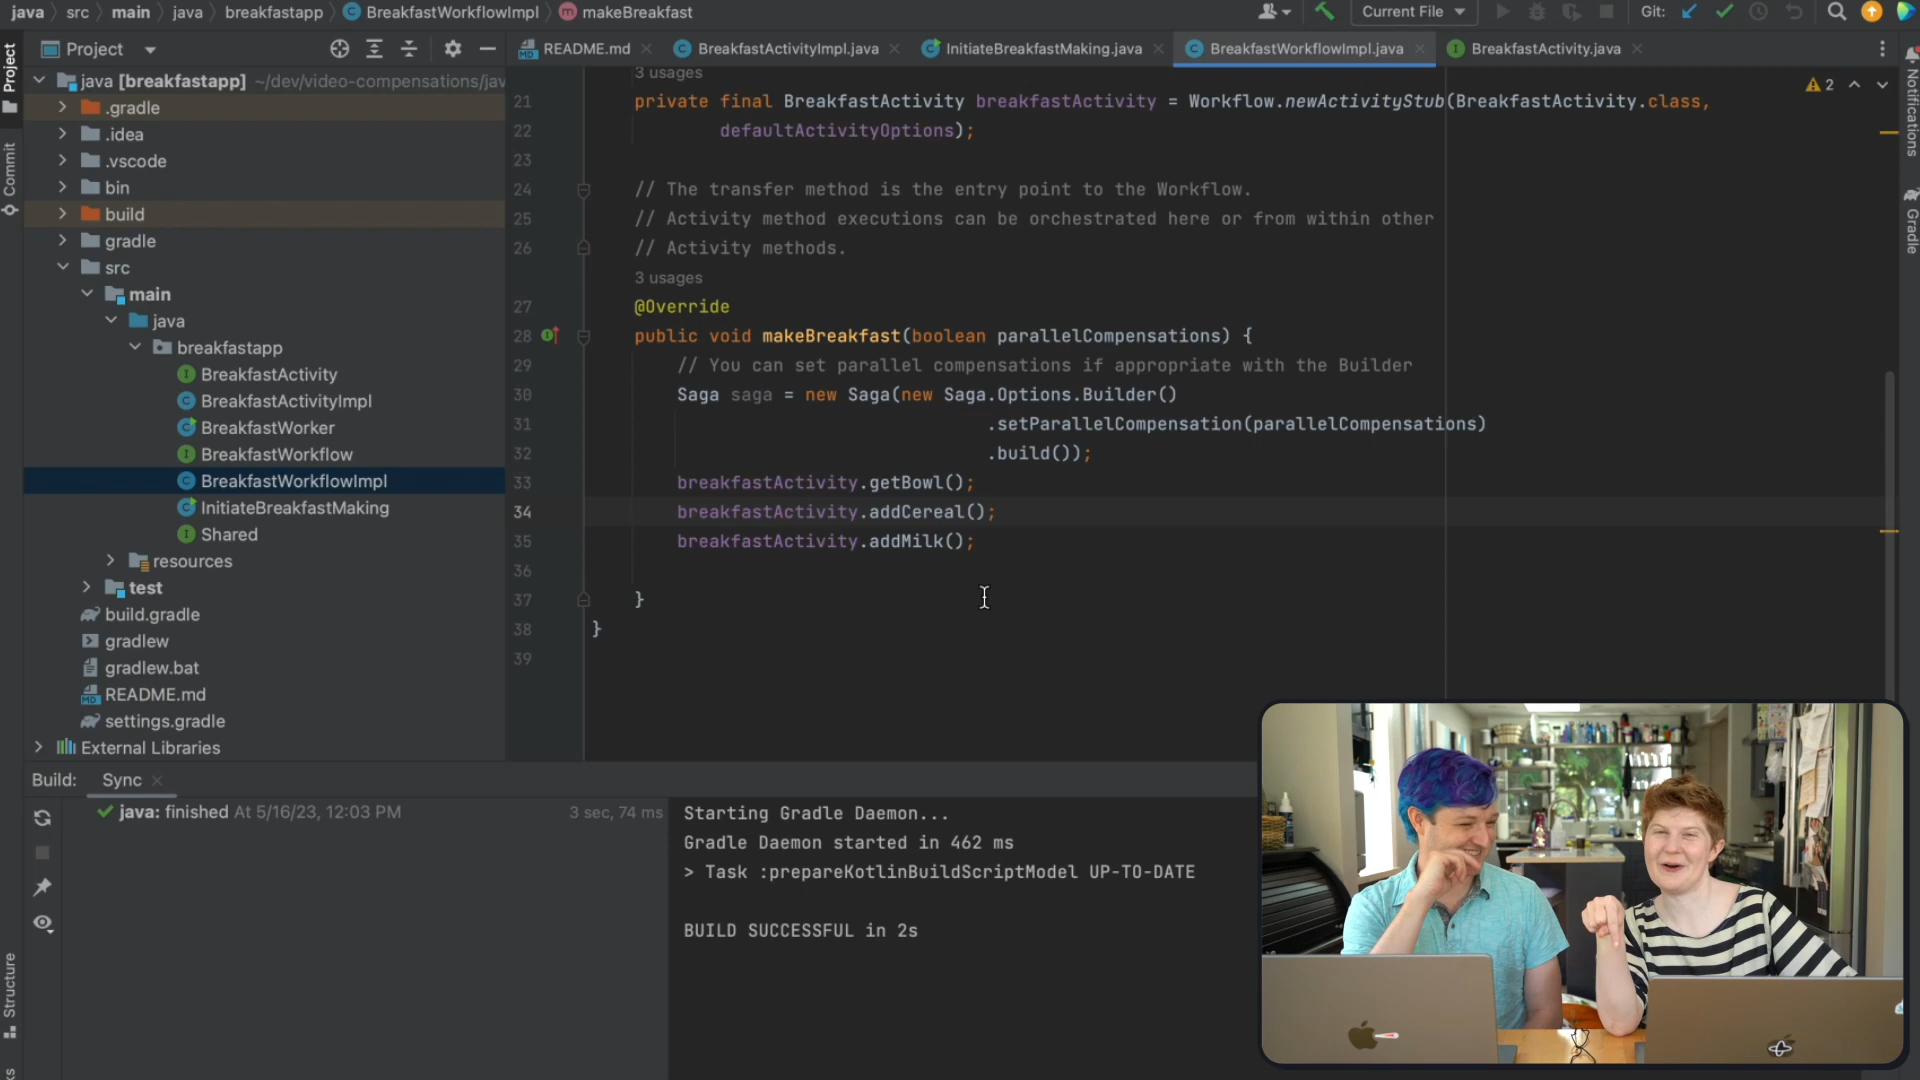 java > src > main > java > breakfastapp > BreakfastWorkflowImpl > makeBreakfast
Current File
Git:
Project
README.md
BreakfastActivityImpl.java
InitiateBreakfastMaking.java
BreakfastWorkflowImpl.java
BreakfastActivity.java
Project
Commit
Structure
Notifications
Gradle
java [breakfastapp] ~/dev/video-compensations/jav
.gradle
.idea
.vscode
bin
build
gradle
src
main
java
breakfastapp
BreakfastActivity
BreakfastActivityImpl
BreakfastWorker
BreakfastWorkflow
BreakfastWorkflowImpl
InitiateBreakfastMaking
Shared
resources
test
build.gradle
gradlew
gradlew.bat
README.md
settings.gradle
External Libraries
2
3 usages
21 private final BreakfastActivity breakfastActivity = Workflow.newActivityStub(BreakfastActivity.class,
22 defaultActivityOptions);
23
24 // The transfer method is the entry point to the Workflow.
25 // Activity method executions can be orchestrated here or from within other
26 // Activity methods.
3 usages
27 @Override
28 public void makeBreakfast(boolean parallelCompensations) {
29 // You can set parallel compensations if appropriate with the Builder
30 Saga saga = new Saga(new Saga.Options.Builder()
31 .setParallelCompensation(parallelCompensations)
32 .build());
33 breakfastActivity.getBowl();
34 breakfastActivity.addCereal();
35 breakfastActivity.addMilk();
36
37 }
38 }
39
Build: Sync
java: finished At 5/16/23, 12:03 PM 3 sec, 74 ms
Starting Gradle Daemon...
Gradle Daemon started in 462 ms
> Task :prepareKotlinBuildScriptModel UP-TO-DATE
BUILD SUCCESSFUL in 2s